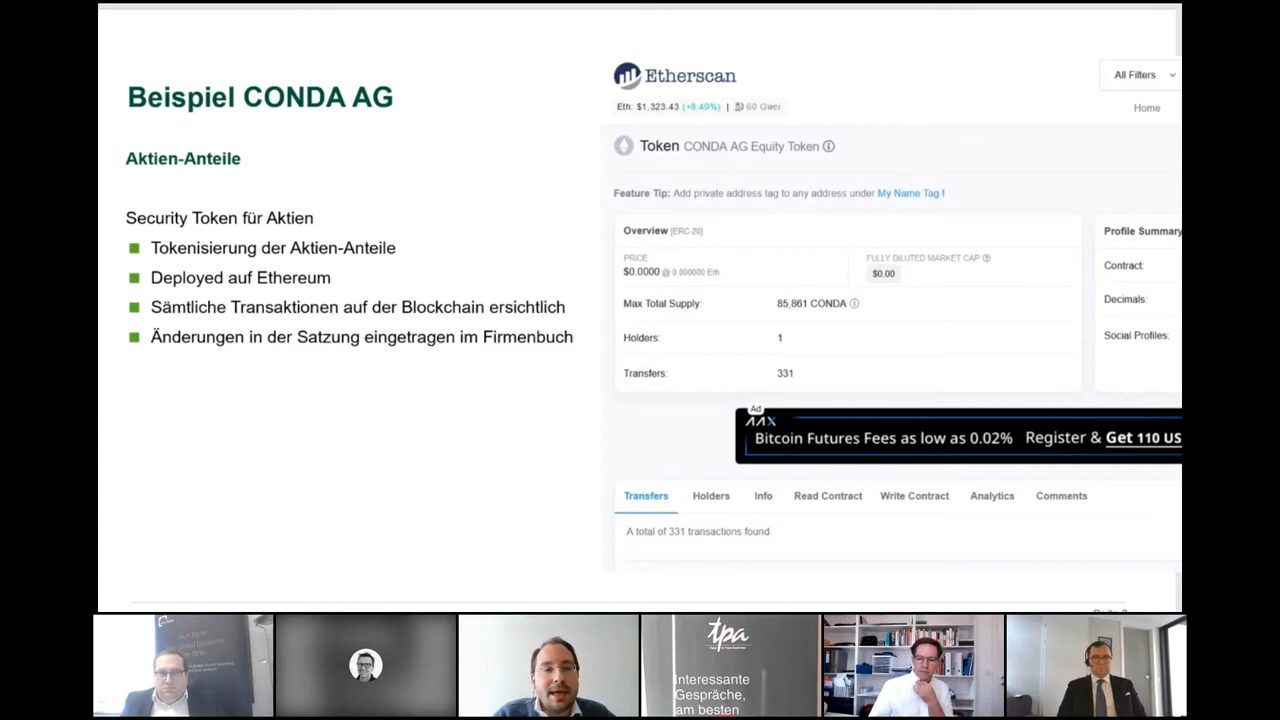 Beispiel CONDA AG
Aktien-Anteile
Security Token für Aktien
Tokenisierung der Aktien-Anteile
Deployed auf Ethereum
Sämtliche Transaktionen auf der Blockchain ersichtlich
Änderungen in der Satzung eingetragen im Firmenbuch
Etherscan
All Filters
Eth: $1,323.43 (+8.49%) | 60 Gwei
Home
Token CONDA AG Equity Token
Feature Tip: Add private address tag to any address under My Name Tag !
Overview [ERC-20]
PRICE
$0.0000 @ 0.000000 Eth
FULLY DILUTED MARKET CAP
$0.00
Max Total Supply: 85,861 CONDA
Holders: 1
Transfers: 331
Profile Summary
Contract:
Decimals:
Social Profiles:
Ad
AAX
Bitcoin Futures Fees as low as 0.02% Register & Get 110 US
Transfers Holders Info Read Contract Write Contract Analytics Comments
A total of 331 transactions found
tpa
Interessante
Gespräche,
am besten